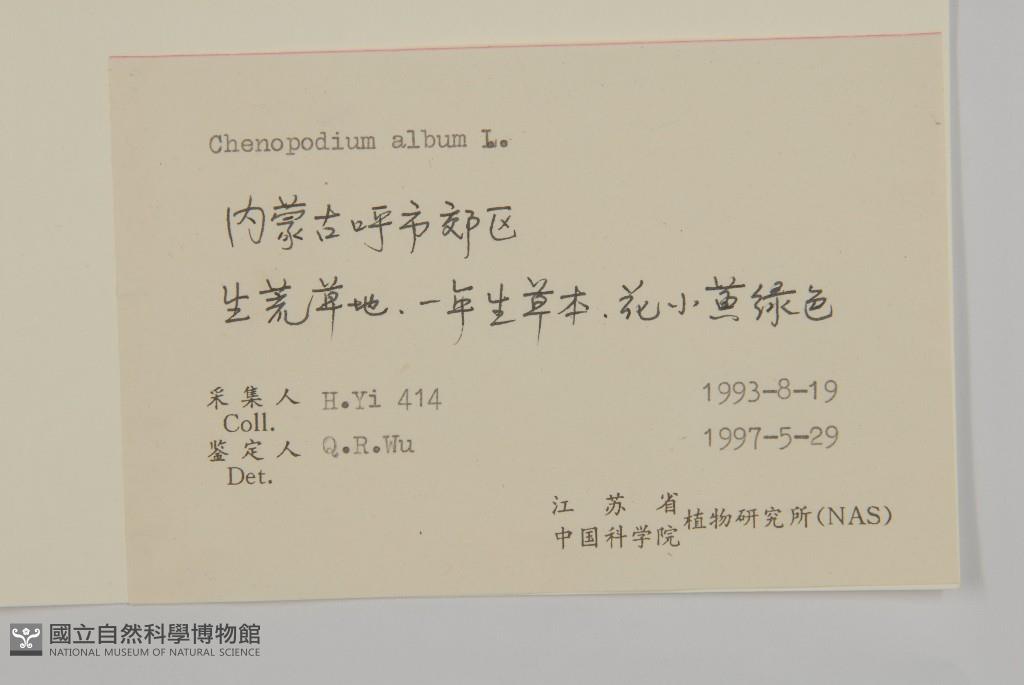 Chenopodium album L.
内蒙古呼市郊区
生荒草地、一年生草本、花小黄绿色
采集人 H.Yi 414 1993-8-19
Coll.
鉴定人 Q.R.Wu 1997-5-29
Det.
江苏省
中国科学院 植物研究所(NAS)
國立自然科學博物館
NATIONAL MUSEUM OF NATURAL SCIENCE